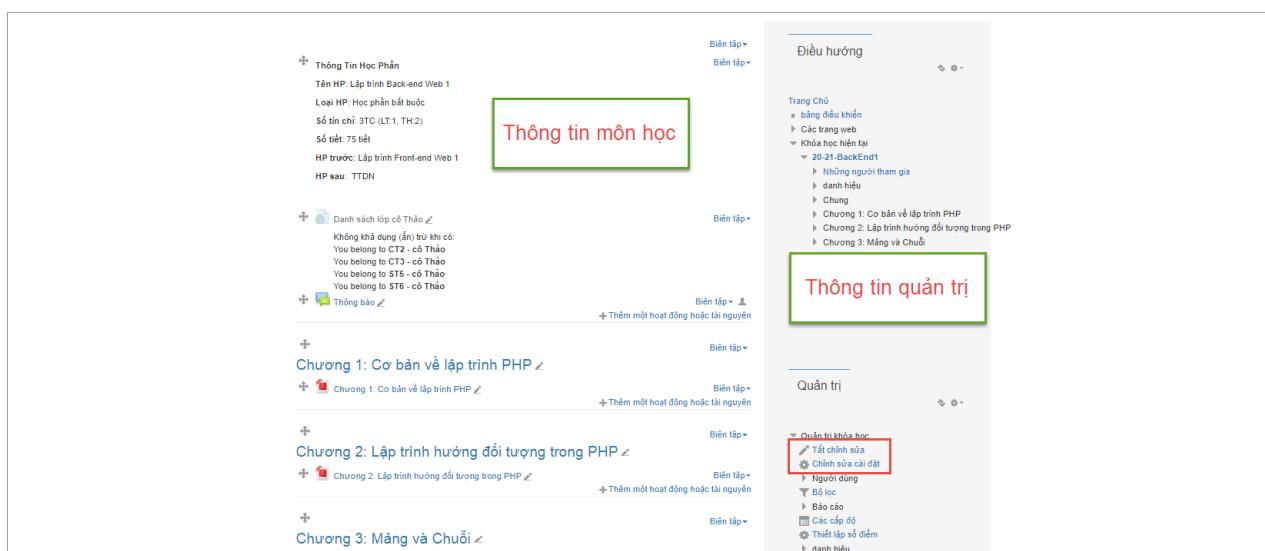 Biên tập
Thông Tin Học Phần
Biên tập
Tên HP: Lập trình Back-end Web 1
Loại HP: Học phần bắt buộc
Số tín chỉ: 3TC (LT:1, TH:2)
Số tiết: 75 tiết
HP trước: Lập trình Front-end Web 1
HP sau: TTDN
Thông tin môn học
Danh sách lớp cô Thảo
Biên tập
Không khả dụng (ẩn) trừ khi có:
You belong to CT2 - cô Thảo
You belong to CT3 - cô Thảo
You belong to ST5 - cô Thảo
You belong to ST6 - cô Thảo
Thông báo
Biên tập
Thêm một hoạt động hoặc tài nguyên
Biên tập
Chương 1: Cơ bản về lập trình PHP
Chương 1: Cơ bản về lập trình PHP
Biên tập
Thêm một hoạt động hoặc tài nguyên
Biên tập
Chương 2: Lập trình hướng đối tượng trong PHP
Chương 2: Lập trình hướng đối tượng trong PHP
Biên tập
Thêm một hoạt động hoặc tài nguyên
Biên tập
Chương 3: Mảng và Chuỗi
Điều hướng
Trang Chủ
bảng điều khiển
Các trang web
Khóa học hiện tại
20-21-BackEnd1
Những người tham gia
danh hiệu
Chung
Chương 1: Cơ bản về lập trình PHP
Chương 2: Lập trình hướng đối tượng trong PHP
Chương 3: Mảng và Chuỗi
Thông tin quản trị
Quản trị
Quản trị khóa học
Tắt chỉnh sửa
Chỉnh sửa cài đặt
Người dùng
Bộ lọc
Báo cáo
Các cấp độ
Thiết lập sổ điểm
danh hiệu